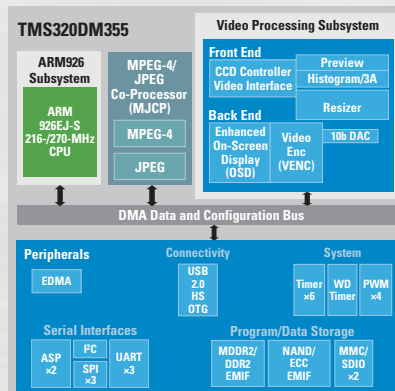 TMS320DM355
ARM926
Subsystem
ARM
926EJ-S
216-/270-MHz
CPU
MPEG-4/
JPEG
Co-Processor
(MJCP)
MPEG-4
JPEG
Video Processing Subsystem
Front End
CCD Controller
Video Interface
Preview
Histogram/3A
Resizer
Back End
Enhanced
On-Screen
Display
(OSD)
Video
Enc
(VENC)
10b DAC
DMA Data and Configuration Bus
Peripherals
EDMA
Connectivity
USB
2.0
HS
OTG
System
Timer
×6
WD
Timer
PWM
×4
Serial Interfaces
ASP
×2
I²C
SPI
×3
UART
×3
Program/Data Storage
MDDR2/
DDR2
EMIF
NAND/
ECC
EMIF
MMC/
SDIO
×2